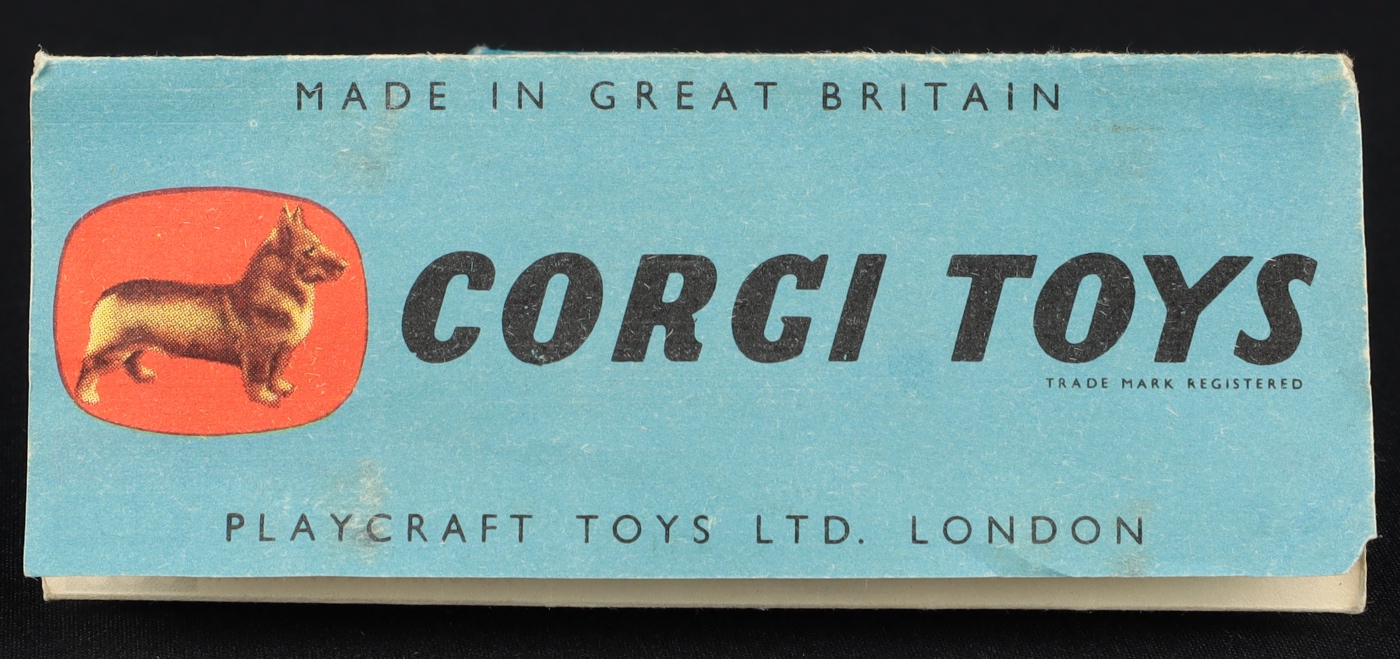 MADE IN GREAT BRITAIN
CORGI TOYS
TRADE MARK REGISTERED
PLAYCRAFT TOYS LTD. LONDON